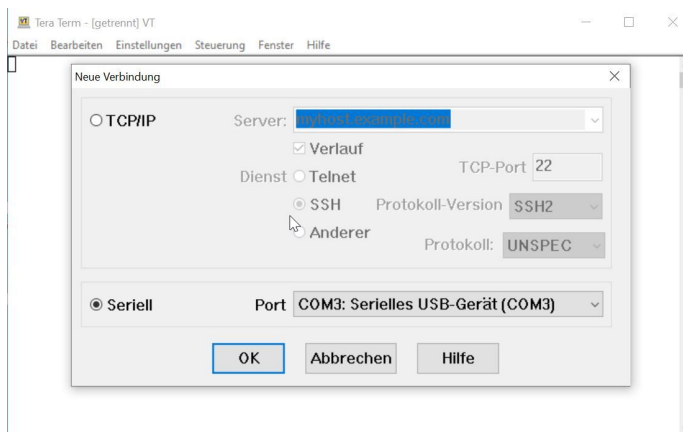 VT Tera Term - [getrennt] VT
Datei Bearbeiten Einstellungen Steuerung Fenster Hilfe
Neue Verbindung
TCP/IP Server: myhost.example.com
Verlauf
Dienst Telnet TCP-Port 22
SSH Protokoll-Version SSH2
Anderer Protokoll: UNSPEC
Seriell Port COM3: Serielles USB-Gerät (COM3)
OK Abbrechen Hilfe